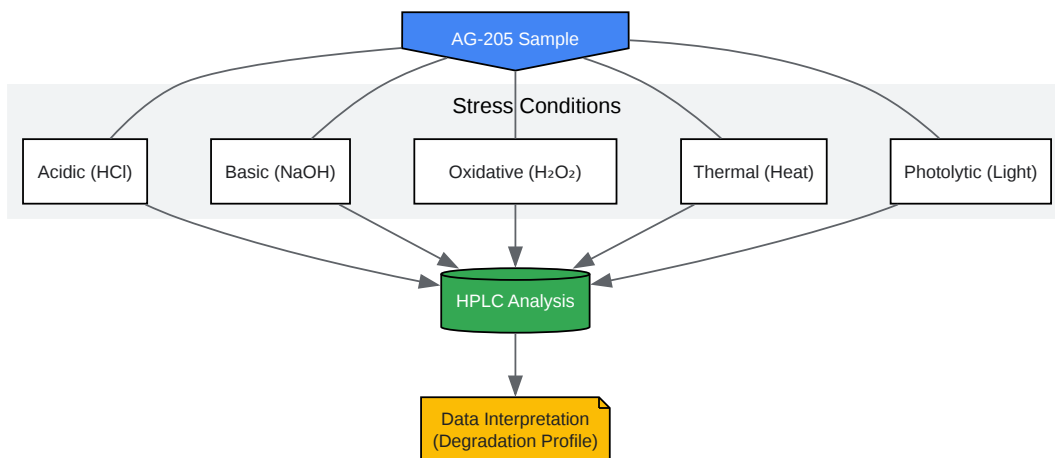 AG-205 Sample
Stress Conditions
Acidic (HCl)
Basic (NaOH)
Oxidative (H₂O₂)
Thermal (Heat)
Photolytic (Light)
HPLC Analysis
Data Interpretation
(Degradation Profile)